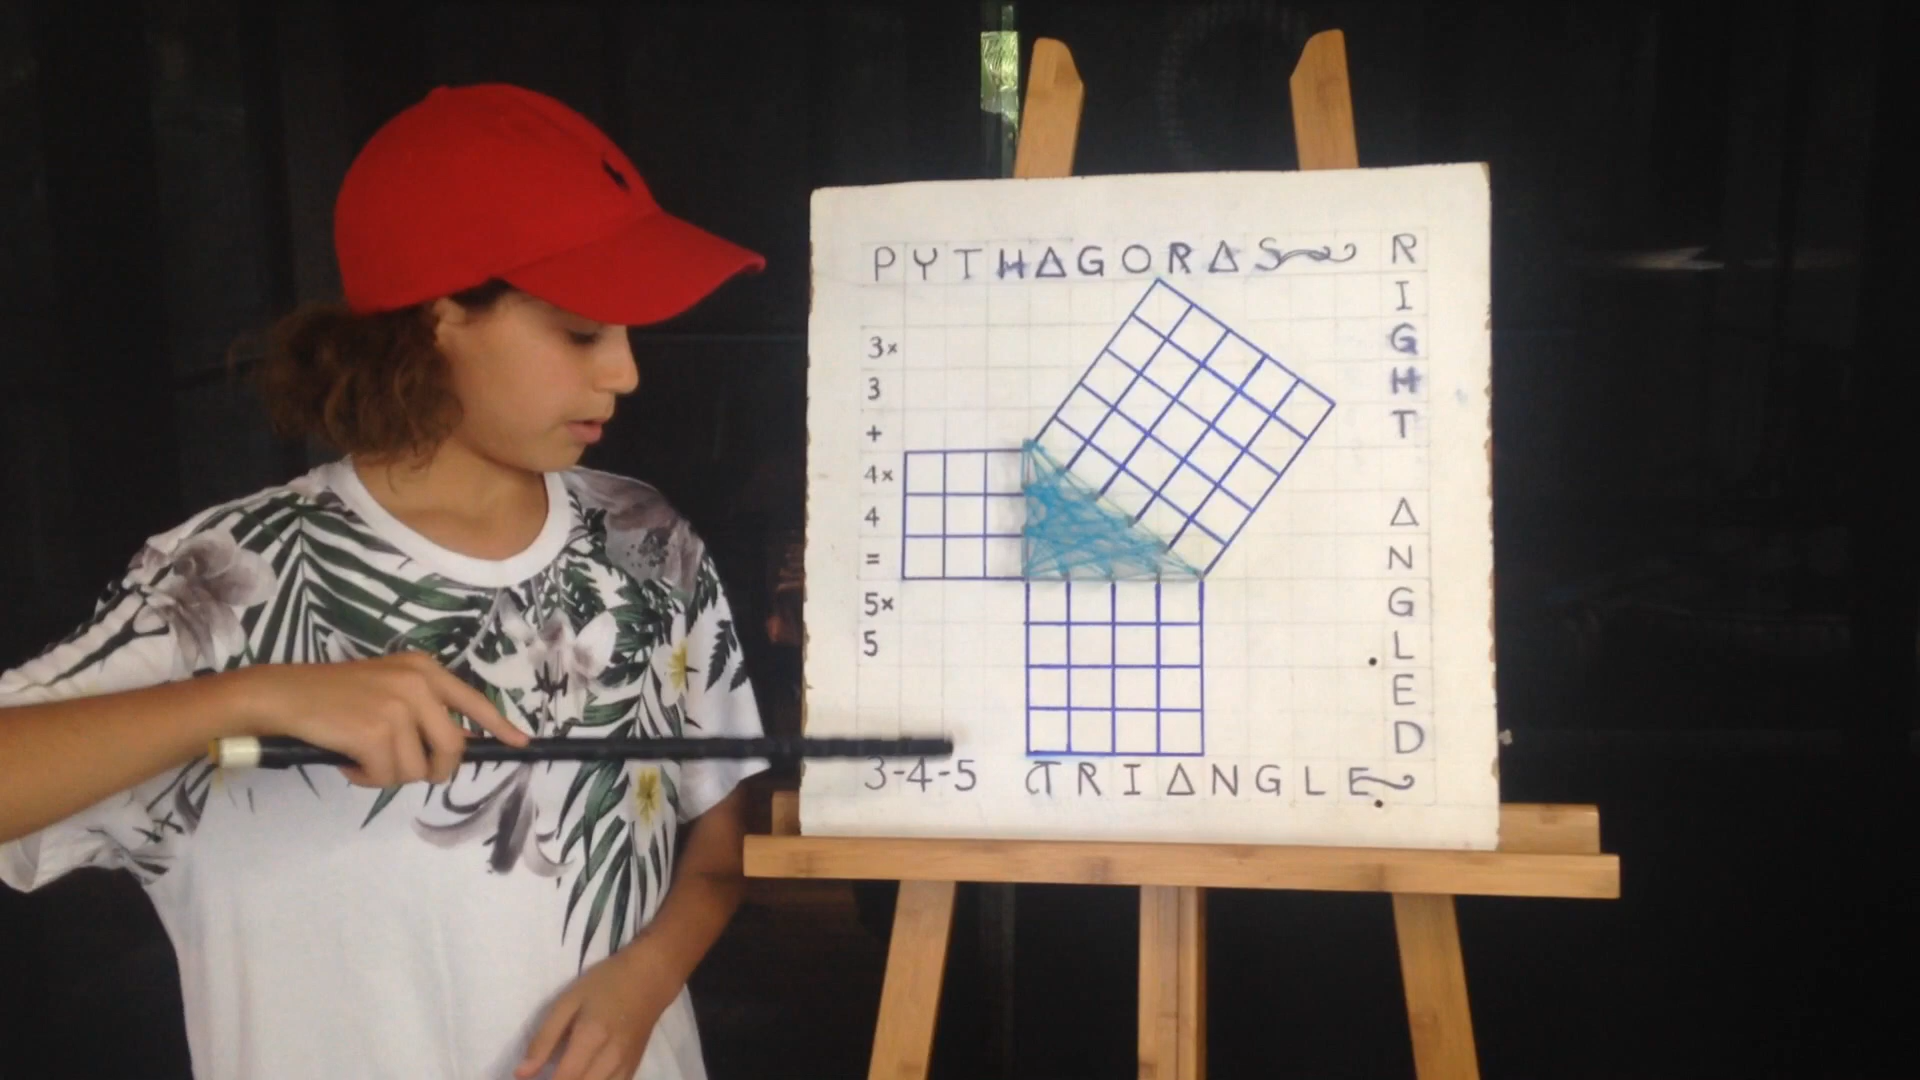 PYTHAGORAS
3×
3
+
4×
4
=
5×
5
3-4-5 TRIANGLE
RIGHT ANGLED